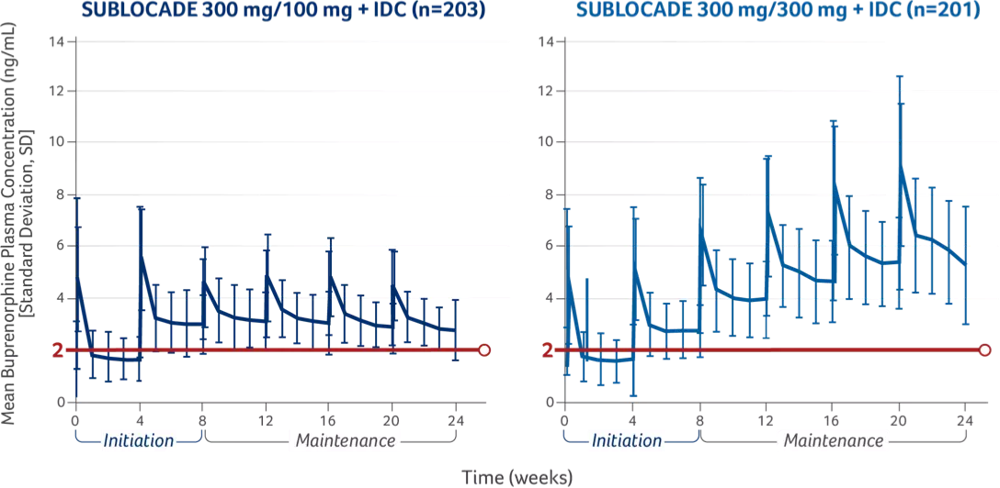 SUBLOCADE 300 mg/100 mg + IDC (n=203)
SUBLOCADE 300 mg/300 mg + IDC (n=201)
Mean Buprenorphine Plasma Concentration (ng/mL)
[Standard Deviation, SD]
14
12
10
8
6
4
2
0
0 4 8 12 16 20 24
Initiation Maintenance
14
12
10
8
6
4
2
0
0 4 8 12 16 20 24
Initiation Maintenance
Time (weeks)